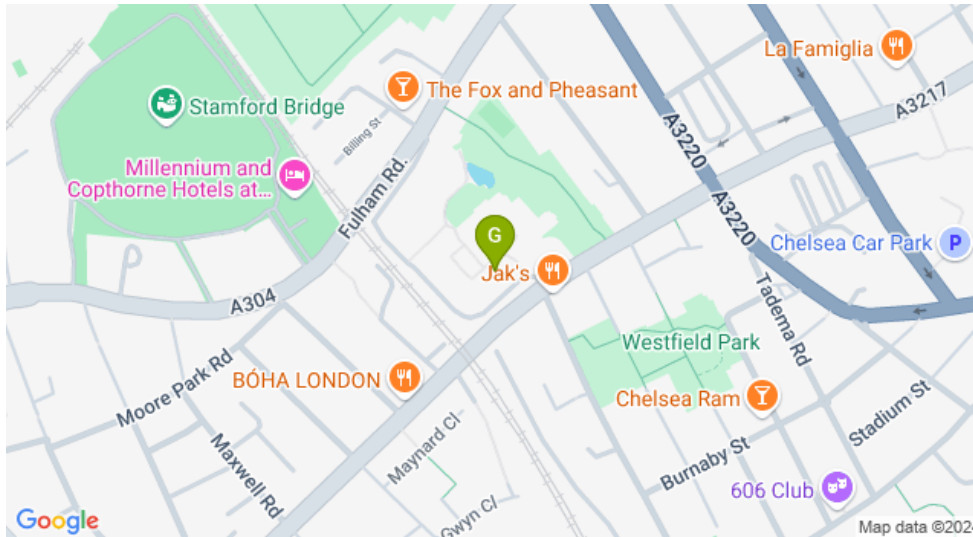 La Famiglia
The Fox and Pheasant
A3217
Stamford Bridge
Billing St
A3220
Millennium and
Copthorne Hotels at...
Fulham Rd.
G
A3220
Chelsea Car Park
P
Jak's
A304
Tadema Rd
Westfield Park
Moore Park Rd
BÓHA LONDON
Chelsea Ram
Stadium St
Maxwell Rd
Maynard Cl
Burnaby St
606 Club
Gwyn Cl
Google
Map data ©2024